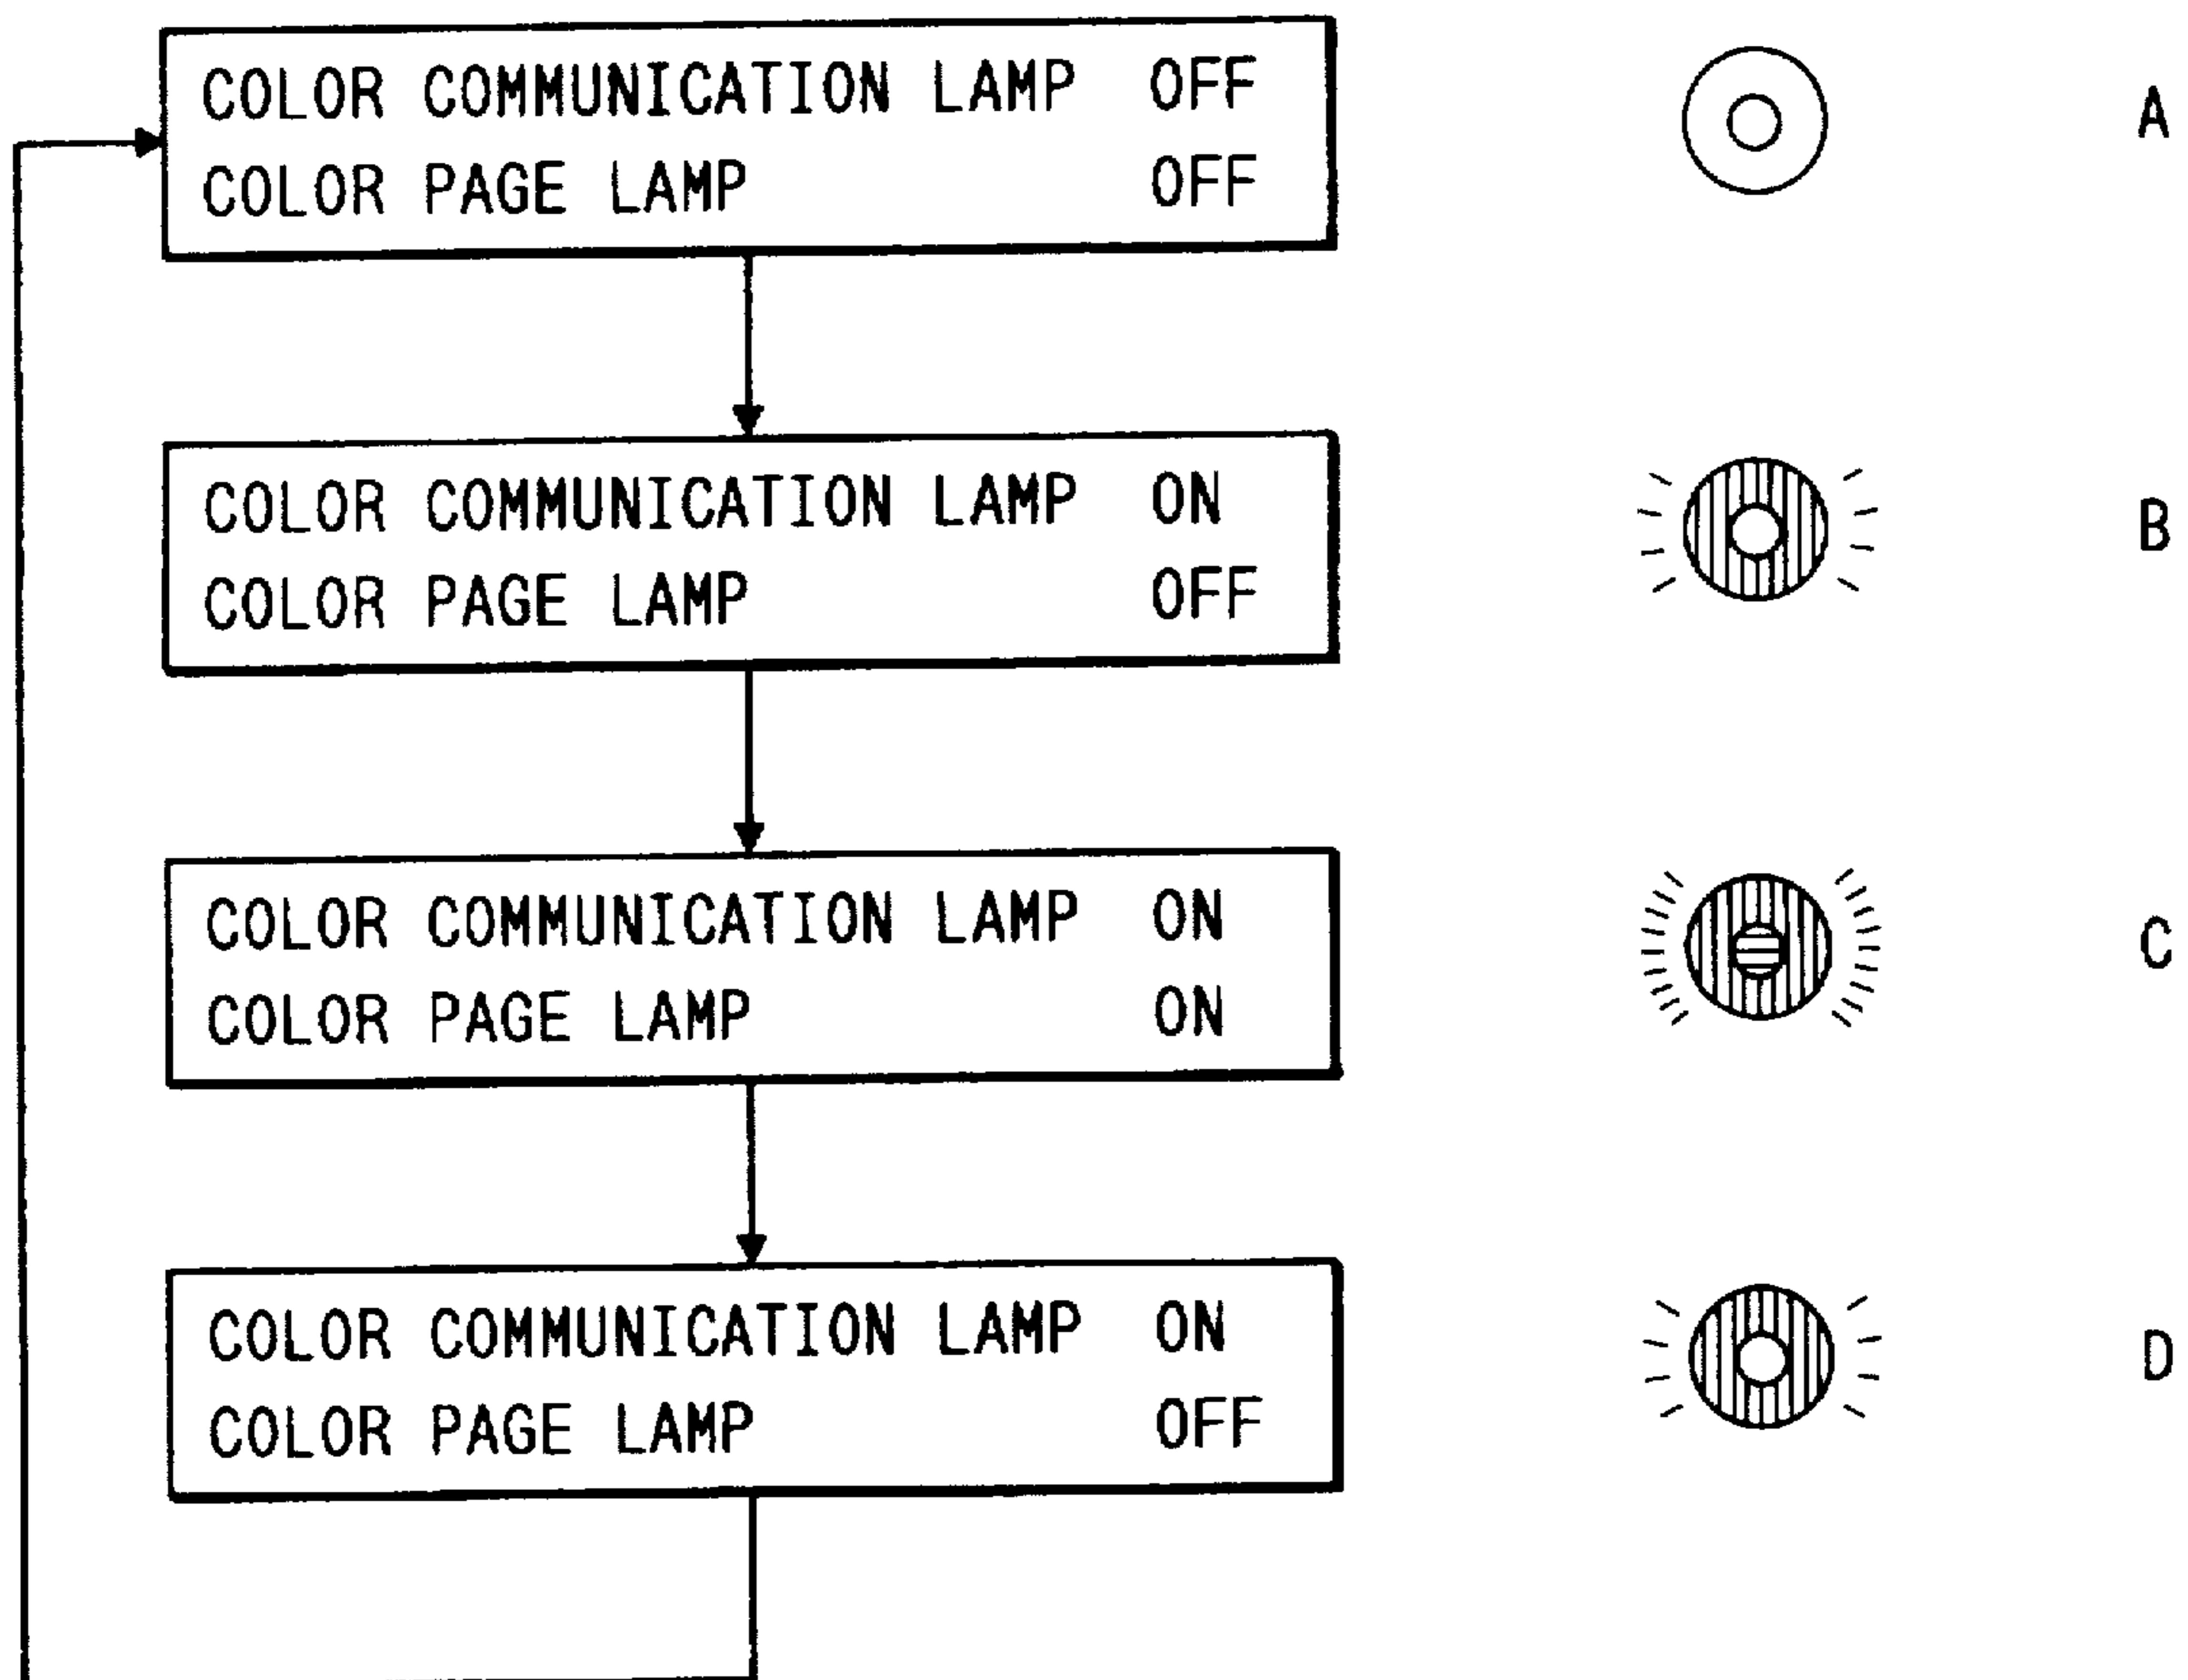 COLOR COMMUNICATION LAMP OFF
COLOR PAGE LAMP OFF
A
COLOR COMMUNICATION LAMP ON
COLOR PAGE LAMP OFF
B
COLOR COMMUNICATION LAMP ON
COLOR PAGE LAMP ON
C
COLOR COMMUNICATION LAMP ON
COLOR PAGE LAMP OFF
D